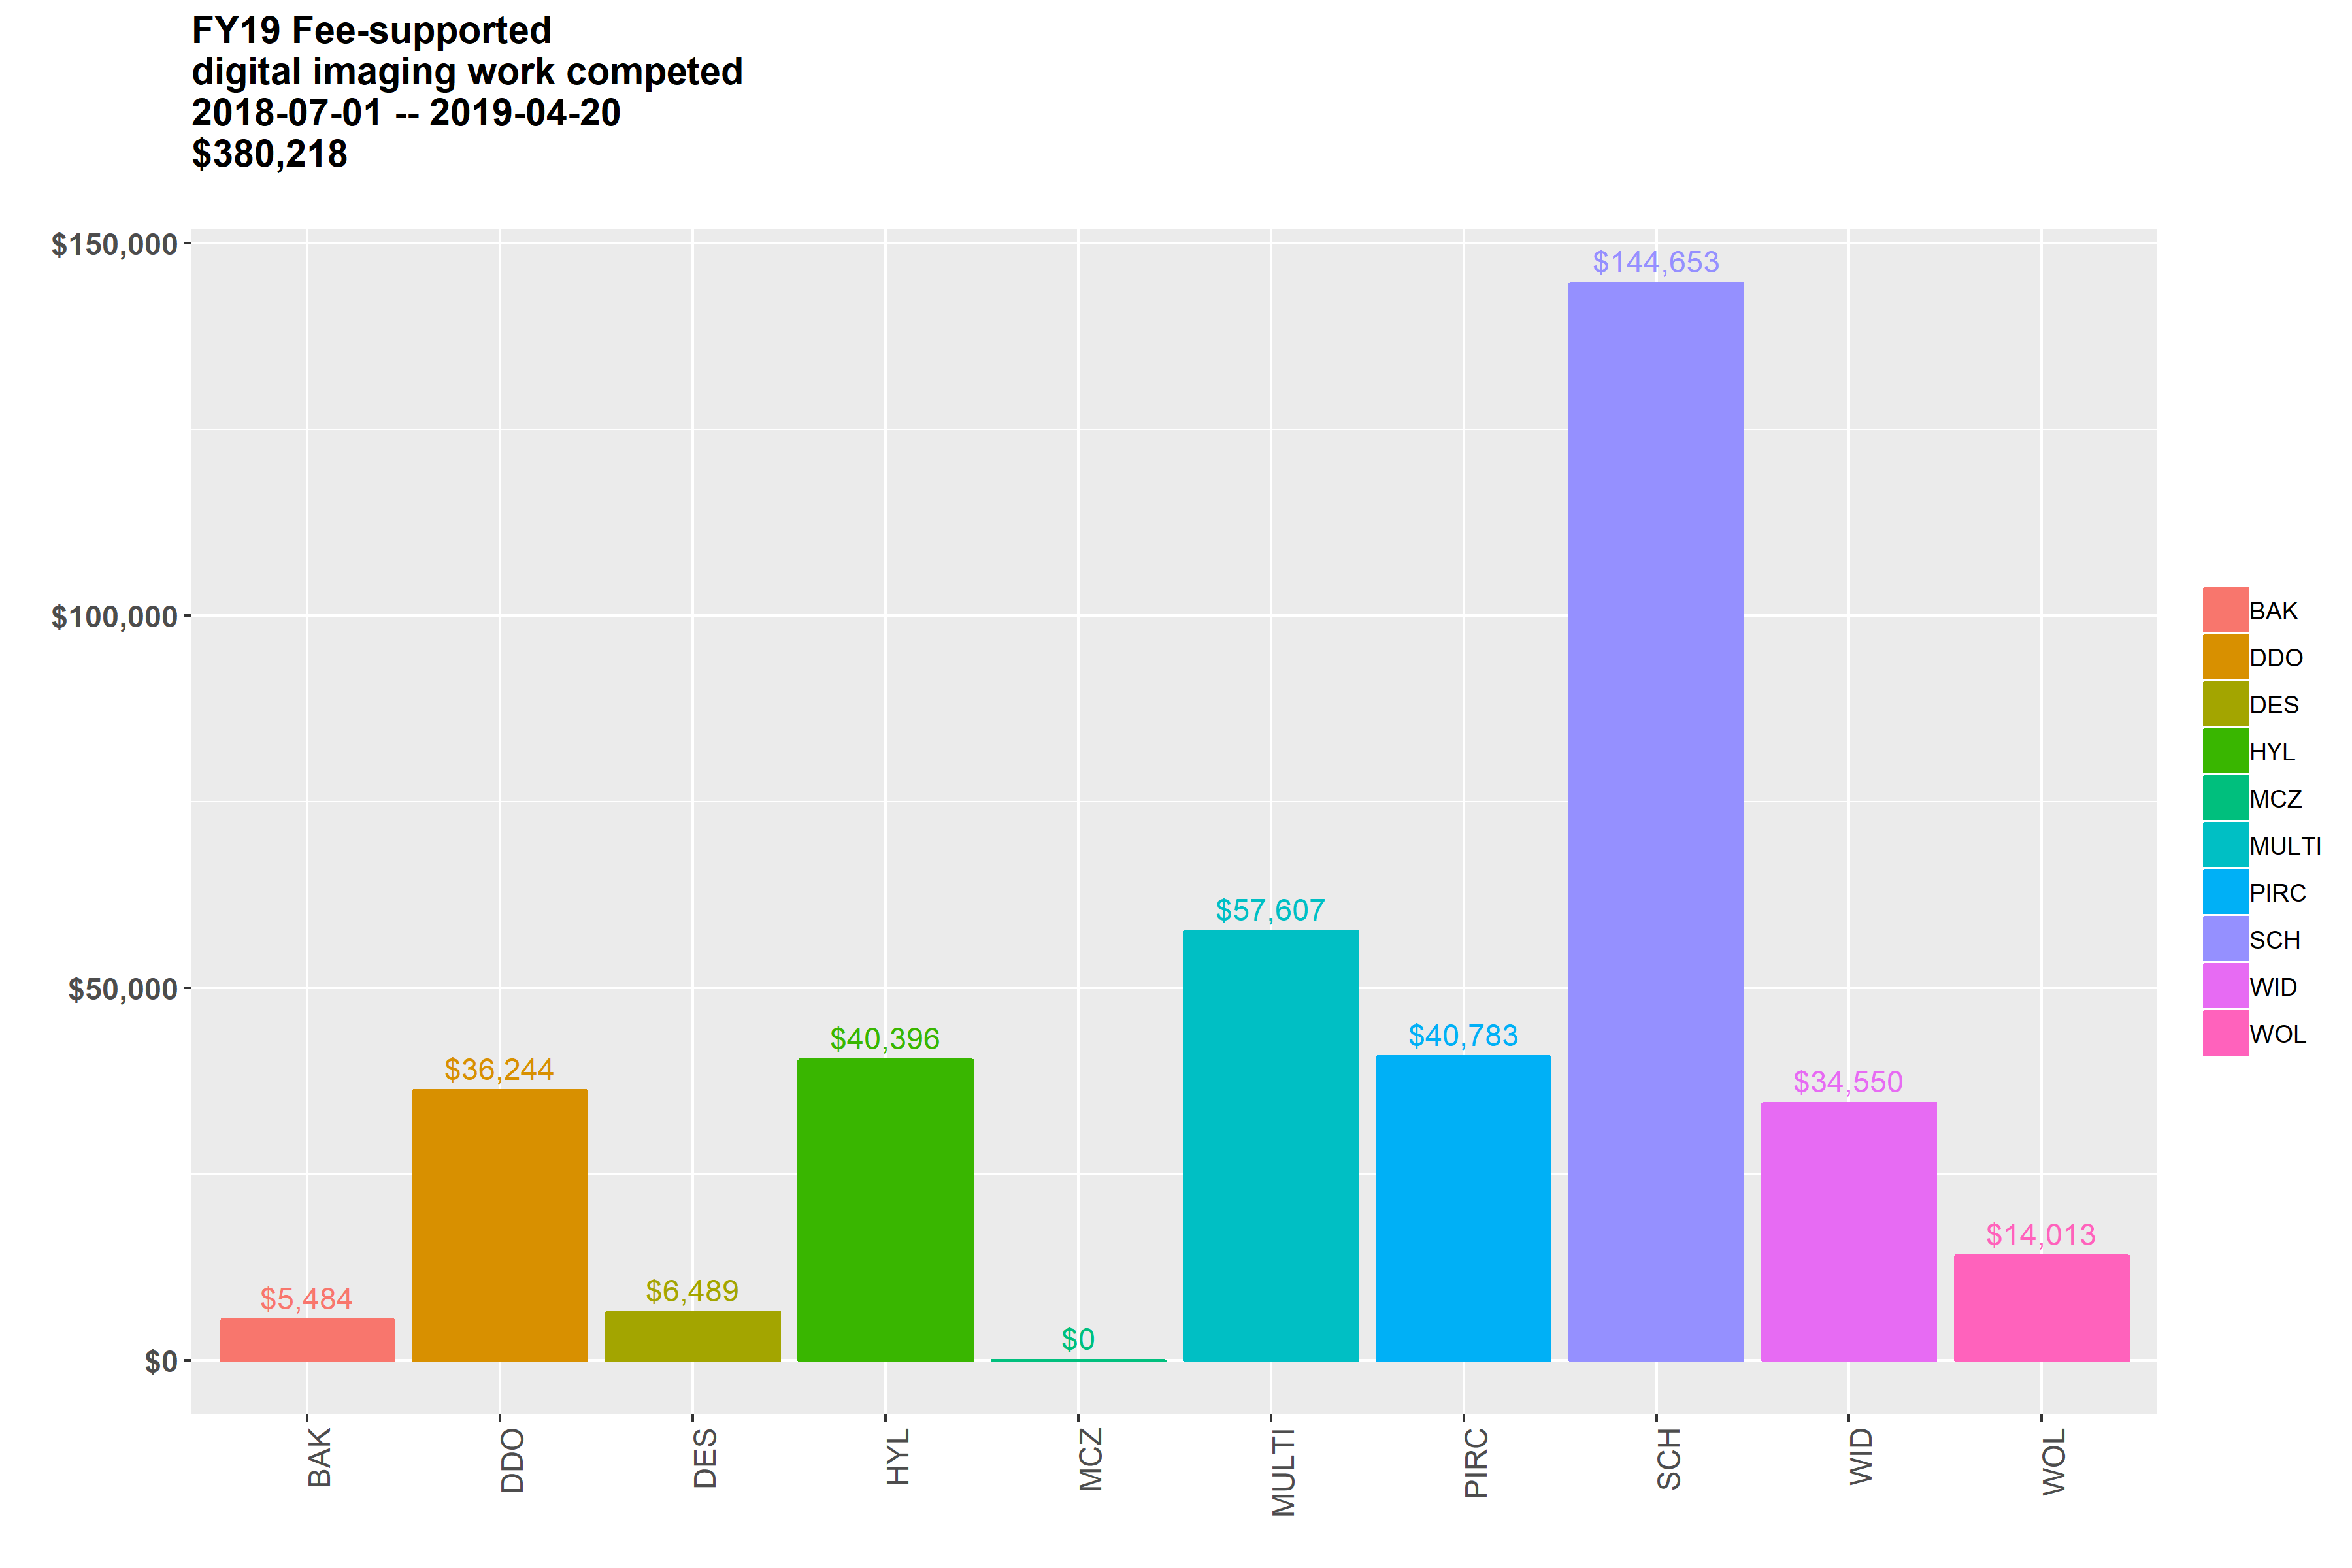 FY19 Fee-supported
digital imaging work competed
2018-07-01 -- 2019-04-20
$380,218
$150,000
$100,000
$50,000
$0
$5,484
$36,244
$6,489
$40,396
$0
$57,607
$40,783
$144,653
$34,550
$14,013
BAK
DDO
DES
HYL
MCZ
MULTI
PIRC
SCH
WID
WOL
BAK
DDO
DES
HYL
MCZ
MULTI
PIRC
SCH
WID
WOL